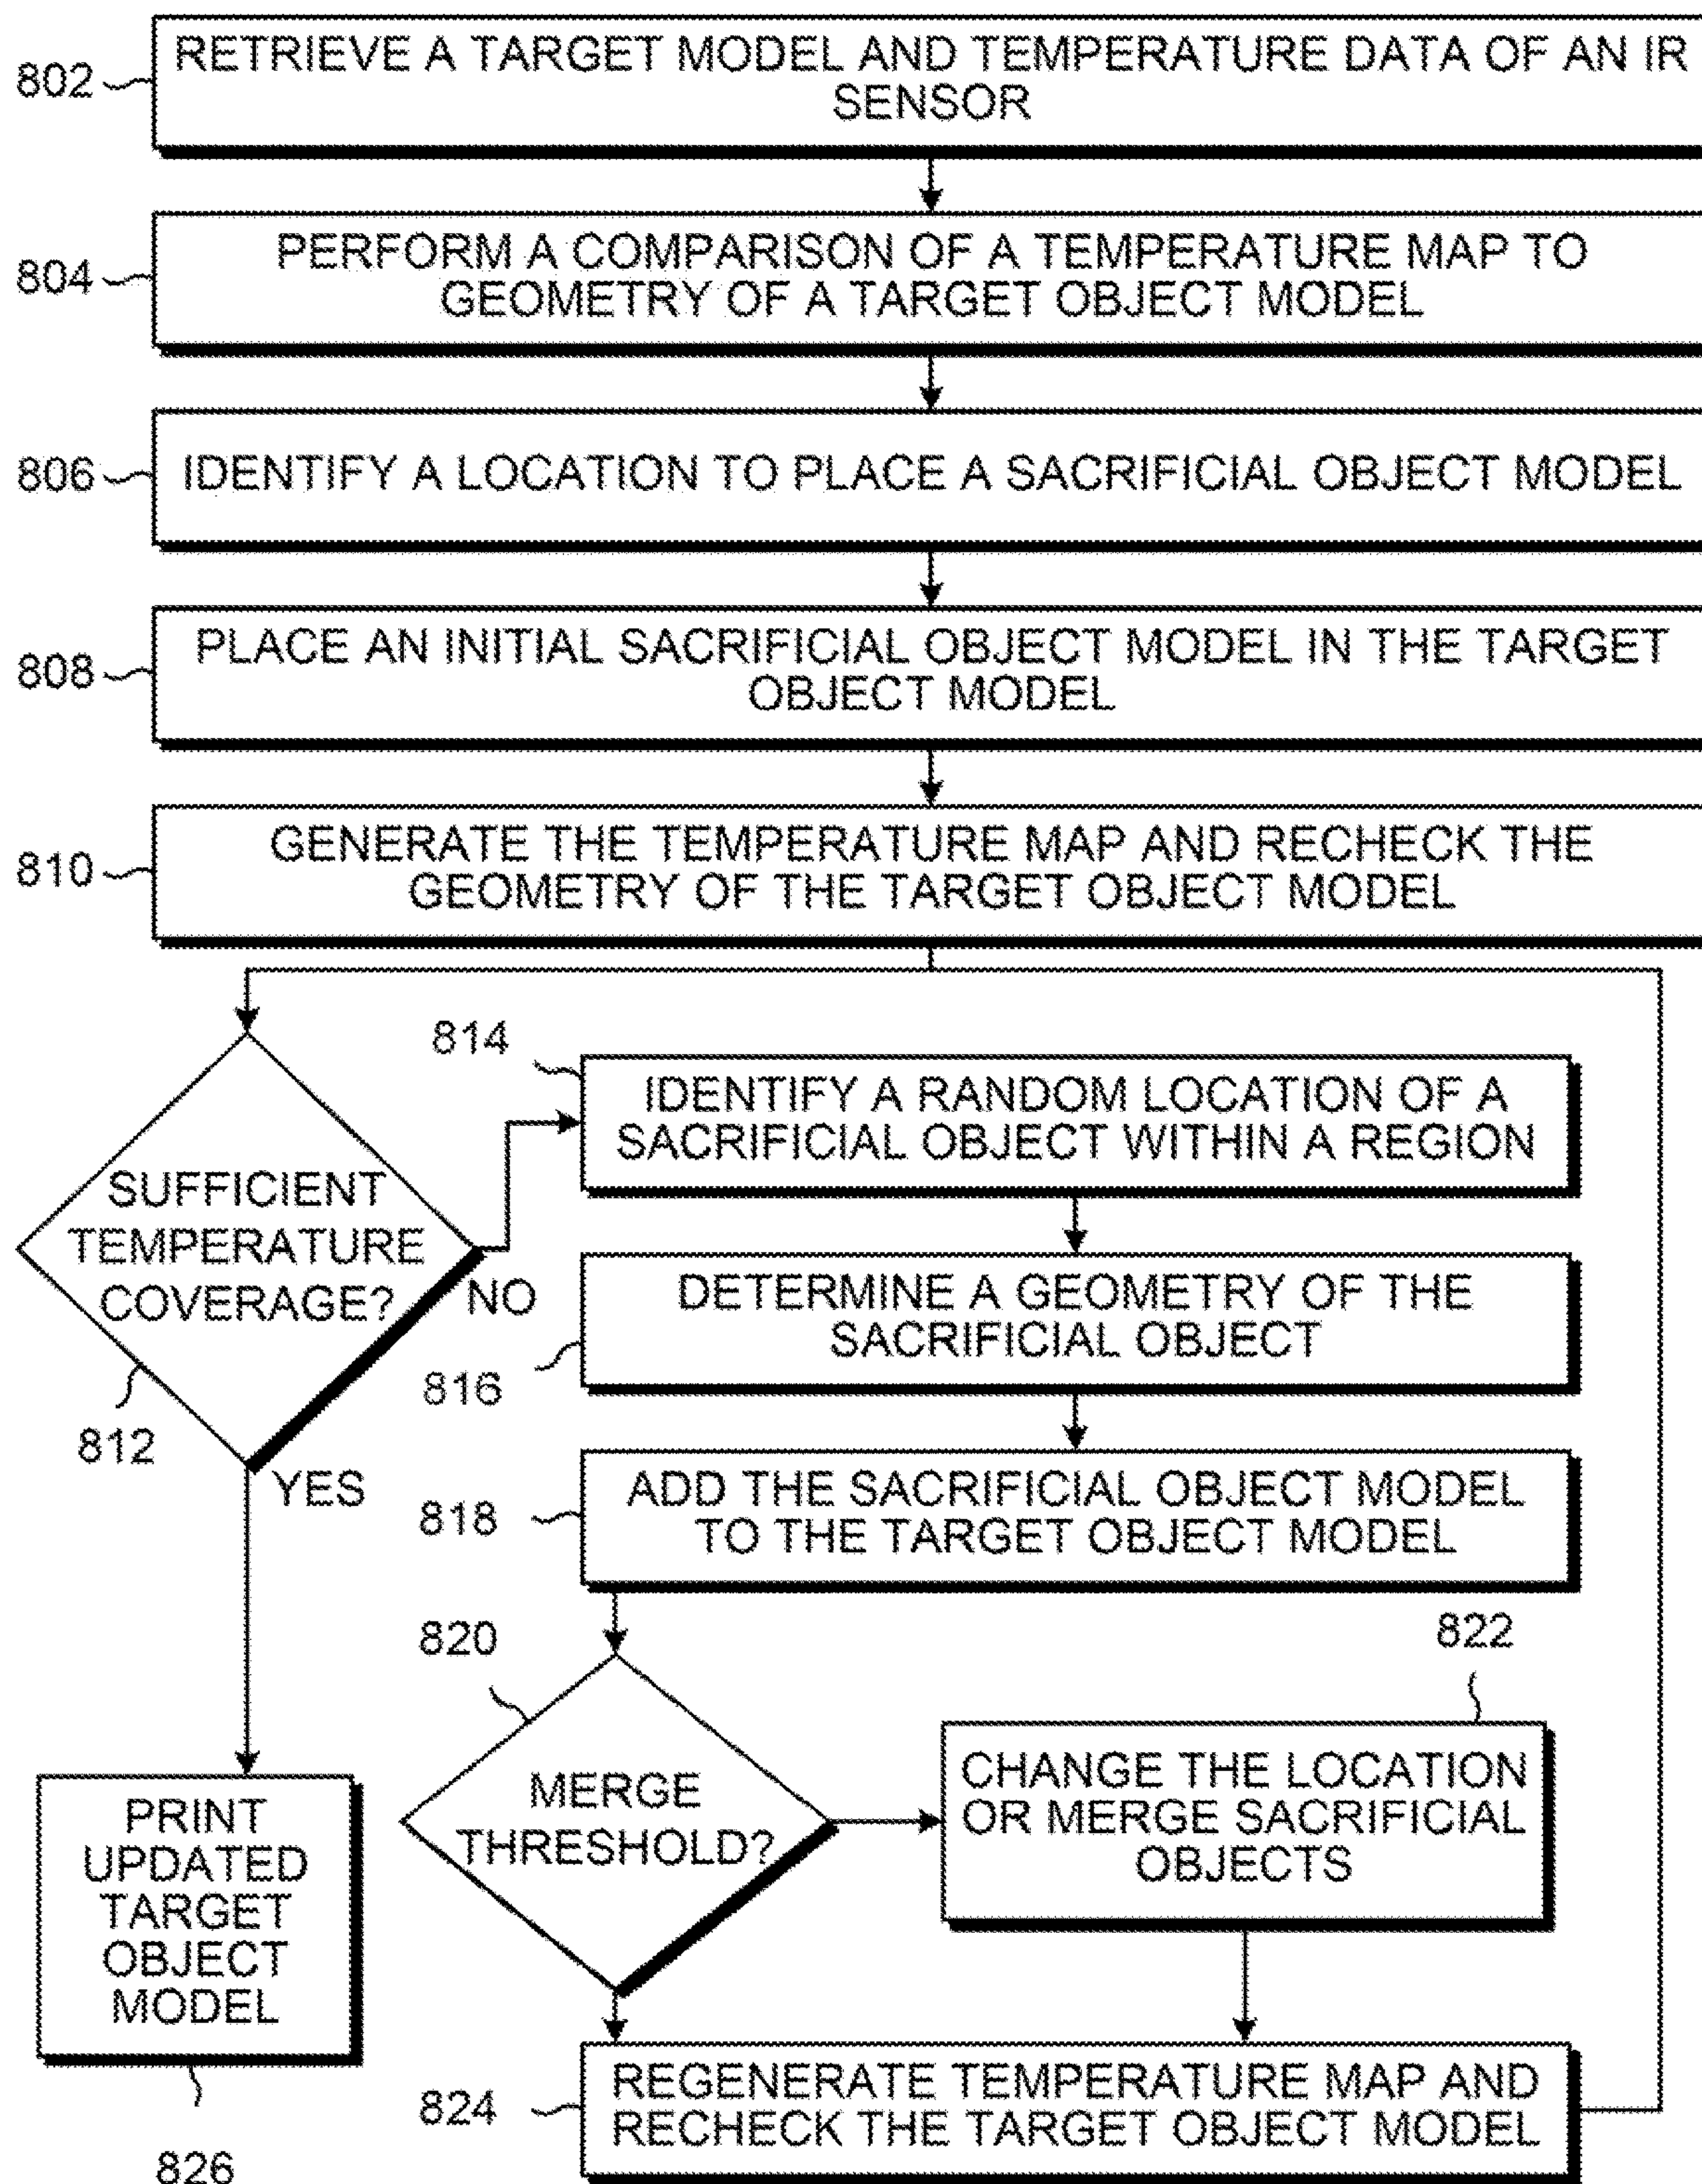 802
RETRIEVE A TARGET MODEL AND TEMPERATURE DATA OF AN IR
SENSOR
804
PERFORM A COMPARISON OF A TEMPERATURE MAP TO
GEOMETRY OF A TARGET OBJECT MODEL
806
IDENTIFY A LOCATION TO PLACE A SACRIFICIAL OBJECT MODEL
808
PLACE AN INITIAL SACRIFICIAL OBJECT MODEL IN THE TARGET
OBJECT MODEL
810
GENERATE THE TEMPERATURE MAP AND RECHECK THE
GEOMETRY OF THE TARGET OBJECT MODEL
SUFFICIENT
TEMPERATURE
COVERAGE?
812
NO
YES
814
IDENTIFY A RANDOM LOCATION OF A
SACRIFICIAL OBJECT WITHIN A REGION
816
DETERMINE A GEOMETRY OF THE
SACRIFICIAL OBJECT
818
ADD THE SACRIFICIAL OBJECT MODEL
TO THE TARGET OBJECT MODEL
820
MERGE
THRESHOLD?
822
CHANGE THE LOCATION
OR MERGE SACRIFICIAL
OBJECTS
824
REGENERATE TEMPERATURE MAP AND
RECHECK THE TARGET OBJECT MODEL
PRINT
UPDATED
TARGET
OBJECT
MODEL
826